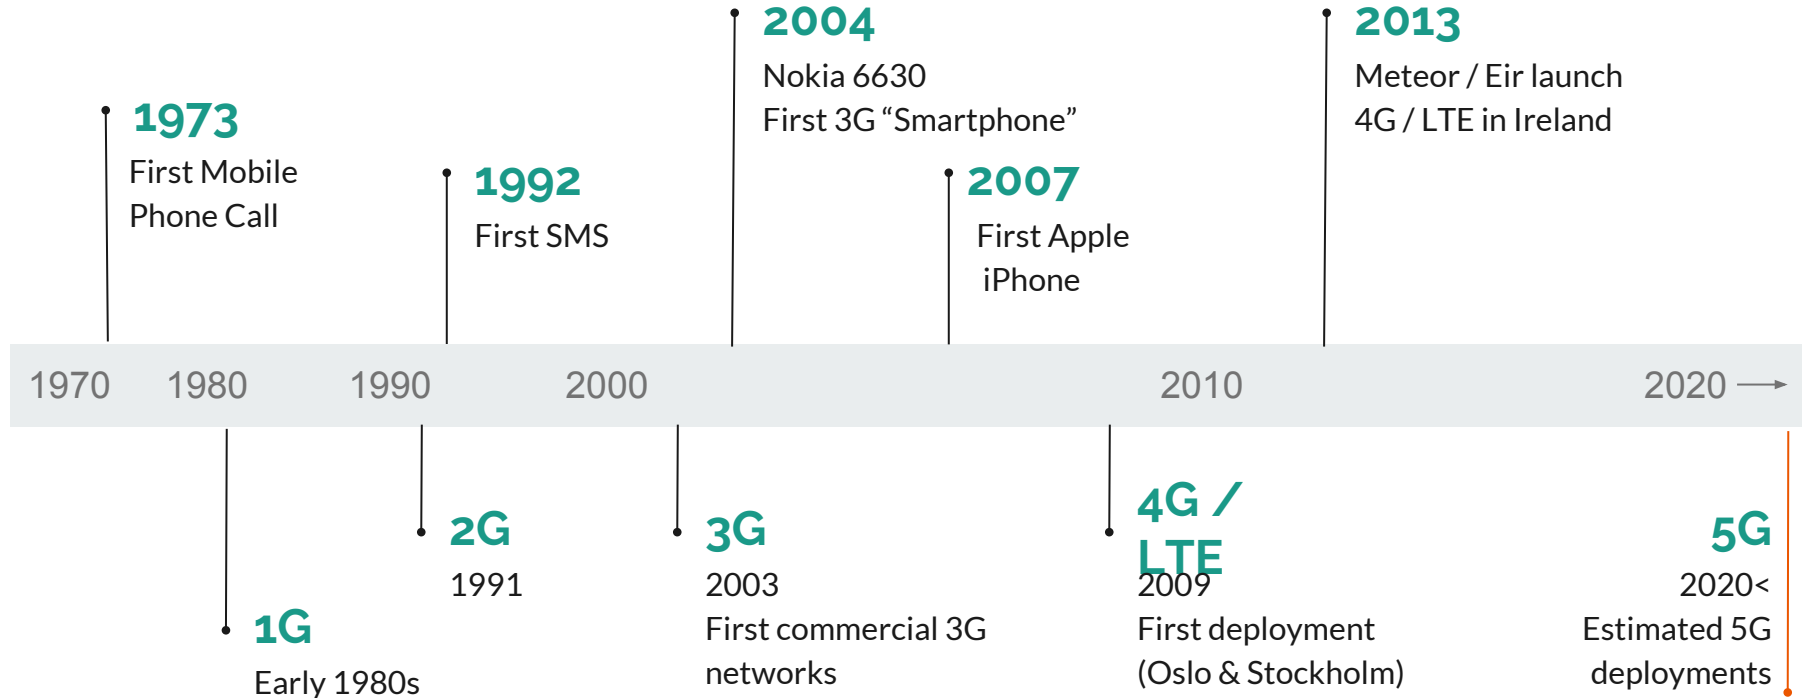 2004
Nokia 6630
First 3G “Smartphone”
2013
Meteor / Eir launch
4G / LTE in Ireland
1973
First Mobile
Phone Call
1992
First SMS
2007
First Apple
iPhone
1970 1980 1990 2000 2010 2020
1G
Early 1980s
2G
1991
3G
2003
First commercial 3G
networks
4G /
LTE
2009
First deployment
(Oslo & Stockholm)
5G
2020<
Estimated 5G
deployments